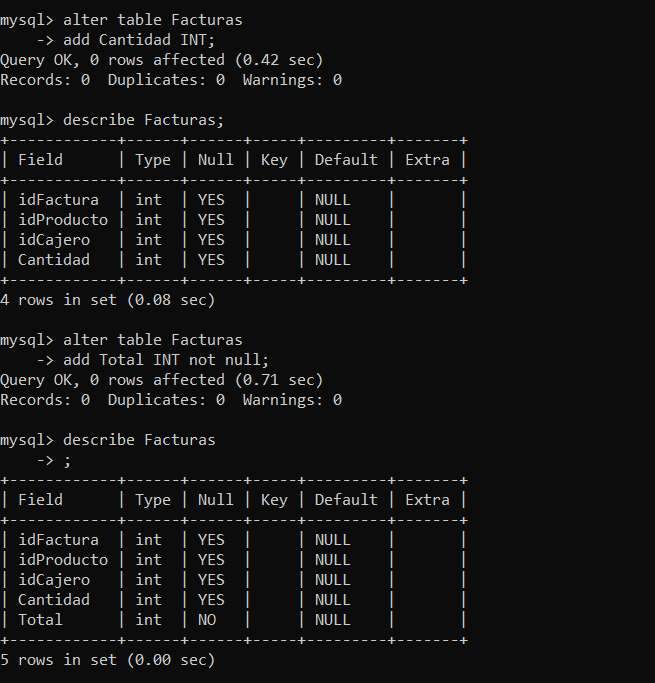 mysql> alter table Facturas
    -> add Cantidad INT;
Query OK, 0 rows affected (0.42 sec)
Records: 0  Duplicates: 0  Warnings: 0

mysql> describe Facturas;
+------------+------+------+-----+---------+-------+
| Field      | Type | Null | Key | Default | Extra |
+------------+------+------+-----+---------+-------+
| idFactura  | int  | YES  |     | NULL    |       |
| idProducto | int  | YES  |     | NULL    |       |
| idCajero   | int  | YES  |     | NULL    |       |
| Cantidad   | int  | YES  |     | NULL    |       |
+------------+------+------+-----+---------+-------+
4 rows in set (0.08 sec)

mysql> alter table Facturas
    -> add Total INT not null;
Query OK, 0 rows affected (0.71 sec)
Records: 0  Duplicates: 0  Warnings: 0

mysql> describe Facturas
    -> ;
+------------+------+------+-----+---------+-------+
| Field      | Type | Null | Key | Default | Extra |
+------------+------+------+-----+---------+-------+
| idFactura  | int  | YES  |     | NULL    |       |
| idProducto | int  | YES  |     | NULL    |       |
| idCajero   | int  | YES  |     | NULL    |       |
| Cantidad   | int  | YES  |     | NULL    |       |
| Total      | int  | NO   |     | NULL    |       |
+------------+------+------+-----+---------+-------+
5 rows in set (0.00 sec)